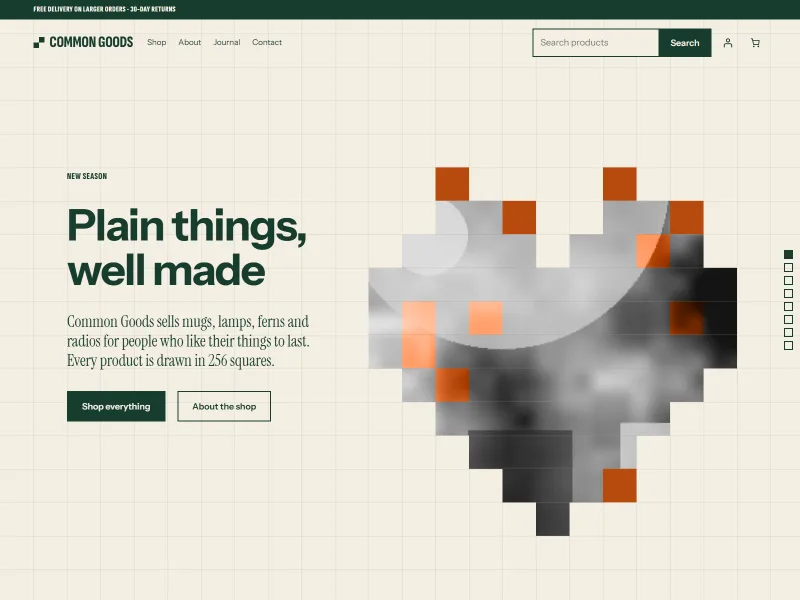 FREE DELIVERY ON LARGER ORDERS · 30-DAY RETURNS
COMMON GOODS
Shop
About
Journal
Contact
Search products
Search
NEW SEASON
Plain things,
well made
Common Goods sells mugs, lamps, ferns and
radios for people who like their things to last.
Every product is drawn in 256 squares.
Shop everything
About the shop